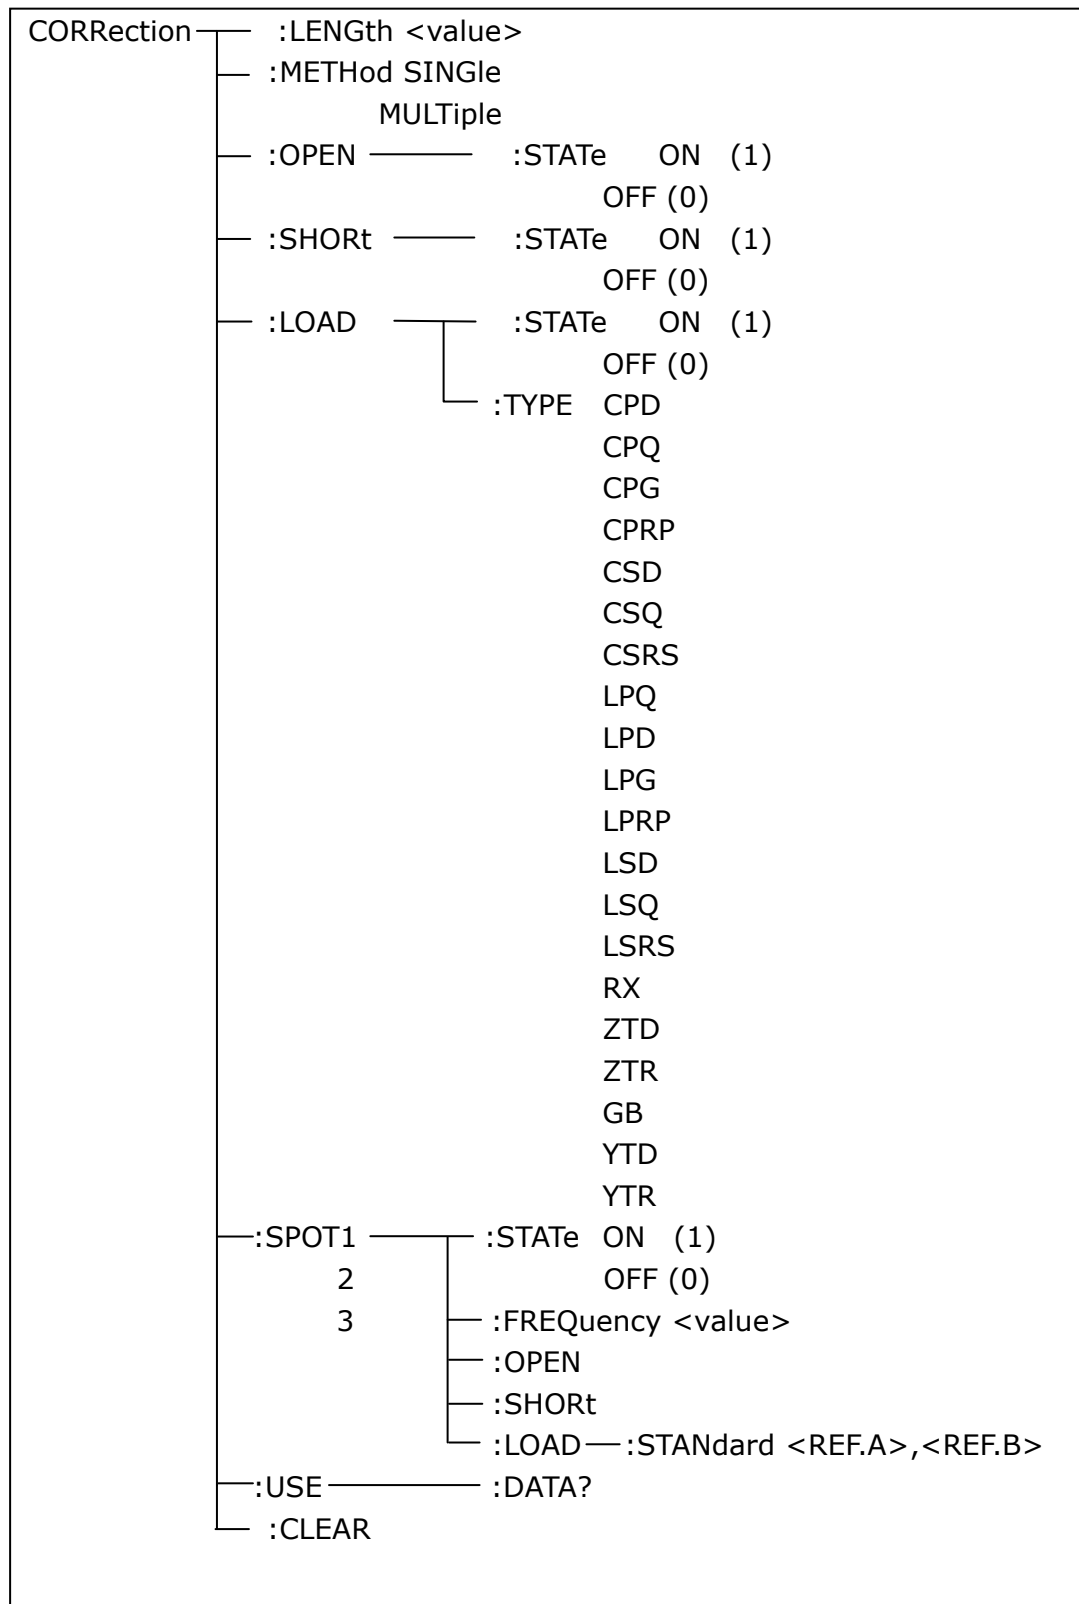 CORRection :LENGth <value>
:METHod SINGle
MULTiple
:OPEN :STATe ON (1)
OFF (0)
:SHORt :STATe ON (1)
OFF (0)
:LOAD :STATe ON (1)
OFF (0)
:TYPE CPD
CPQ
CPG
CPRP
CSD
CSQ
CSRS
LPQ
LPD
LPG
LPRP
LSD
LSQ
LSRS
RX
ZTD
ZTR
GB
YTD
YTR
:SPOT1 :STATe ON (1)
2 OFF (0)
3 :FREQuency <value>
:OPEN
:SHORt
:LOAD :STANdard <REF.A>,<REF.B>
:USE :DATA?
:CLEAR